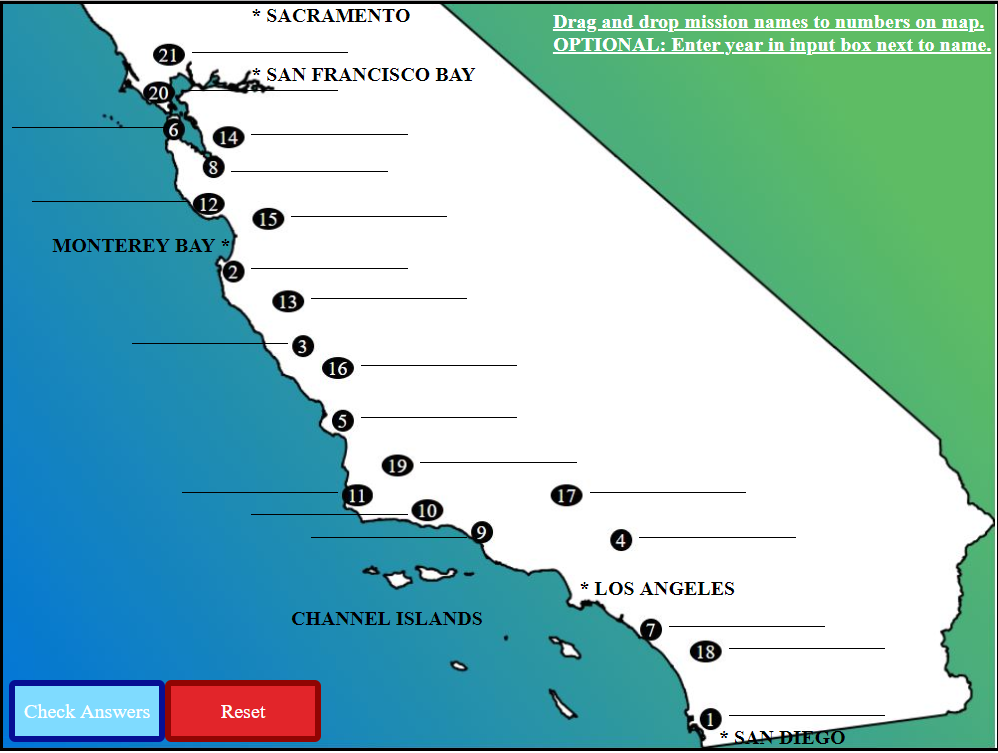 * SACRAMENTO
Drag and drop mission names to numbers on map.
OPTIONAL: Enter year in input box next to name.
21
* SAN FRANCISCO BAY
20
6
14
8
12
15
MONTEREY BAY *
2
13
3
16
5
19
11
17
10
9
4
* LOS ANGELES
CHANNEL ISLANDS
7
18
Check Answers
Reset
1
* SAN DIEGO